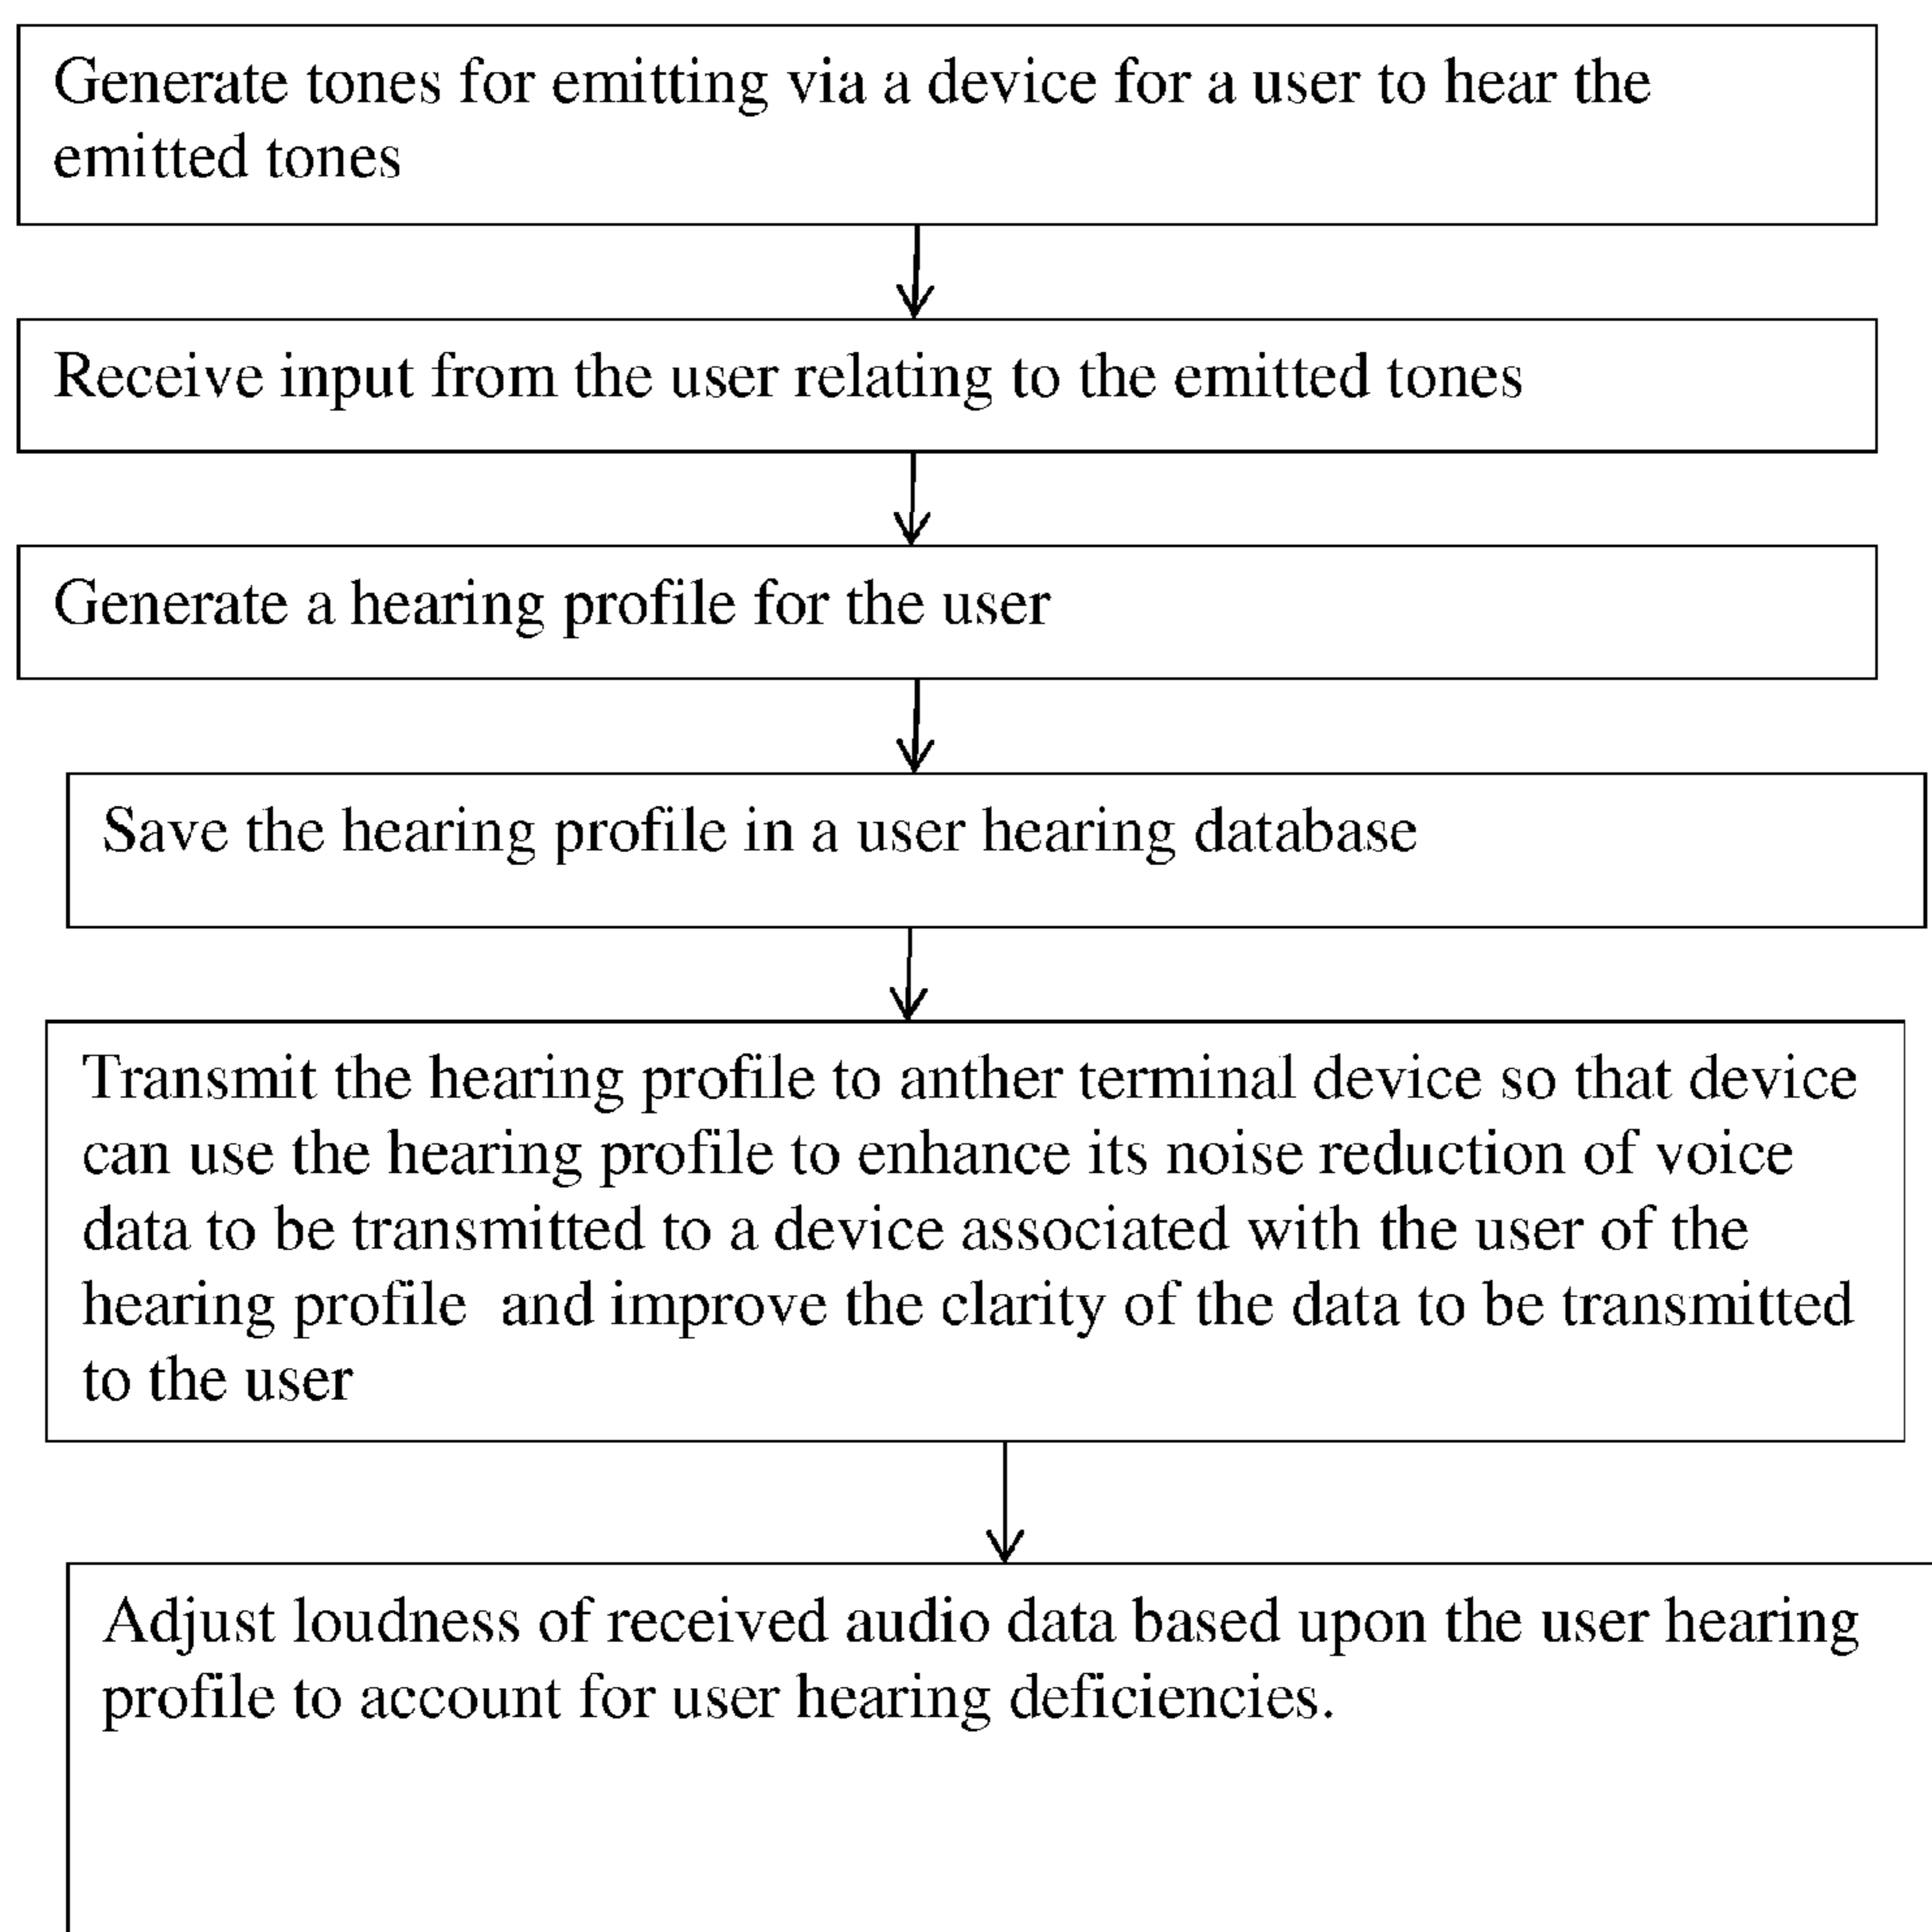 Generate tones for emitting via a device for a user to hear the
emitted tones
Receive input from the user relating to the emitted tones
Generate a hearing profile for the user
Save the hearing profile in a user hearing database
Transmit the hearing profile to anther terminal device so that device
can use the hearing profile to enhance its noise reduction of voice
data to be transmitted to a device associated with the user of the
hearing profile  and improve the clarity of the data to be transmitted
to the user
Adjust loudness of received audio data based upon the user hearing
profile to account for user hearing deficiencies.